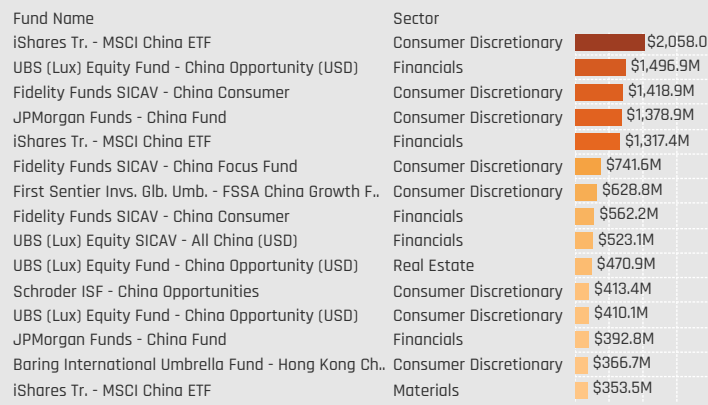 Fund Name Sector
iShares Tr. - MSCI China ETF Consumer Discretionary $2,058.0
UBS (Lux) Equity Fund - China Opportunity (USD) Financials $1,496.9M
Fidelity Funds SICAV - China Consumer Consumer Discretionary $1,418.9M
JPMorgan Funds - China Fund Consumer Discretionary $1,378.9M
iShares Tr. - MSCI China ETF Financials $1,317.4M
Fidelity Funds SICAV - China Focus Fund Consumer Discretionary $741.6M
First Sentier Invs. Glb. Umb. - FSSA China Growth F.. Consumer Discretionary $628.8M
Fidelity Funds SICAV - China Consumer Financials $562.2M
UBS (Lux) Equity SICAV - All China (USD) Financials $523.1M
UBS (Lux) Equity Fund - China Opportunity (USD) Real Estate $470.9M
Schroder ISF - China Opportunities Consumer Discretionary $413.4M
UBS (Lux) Equity Fund - China Opportunity (USD) Consumer Discretionary $410.1M
JPMorgan Funds - China Fund Financials $392.8M
Baring International Umbrella Fund - Hong Kong Ch.. Consumer Discretionary $366.7M
iShares Tr. - MSCI China ETF Materials $353.5M